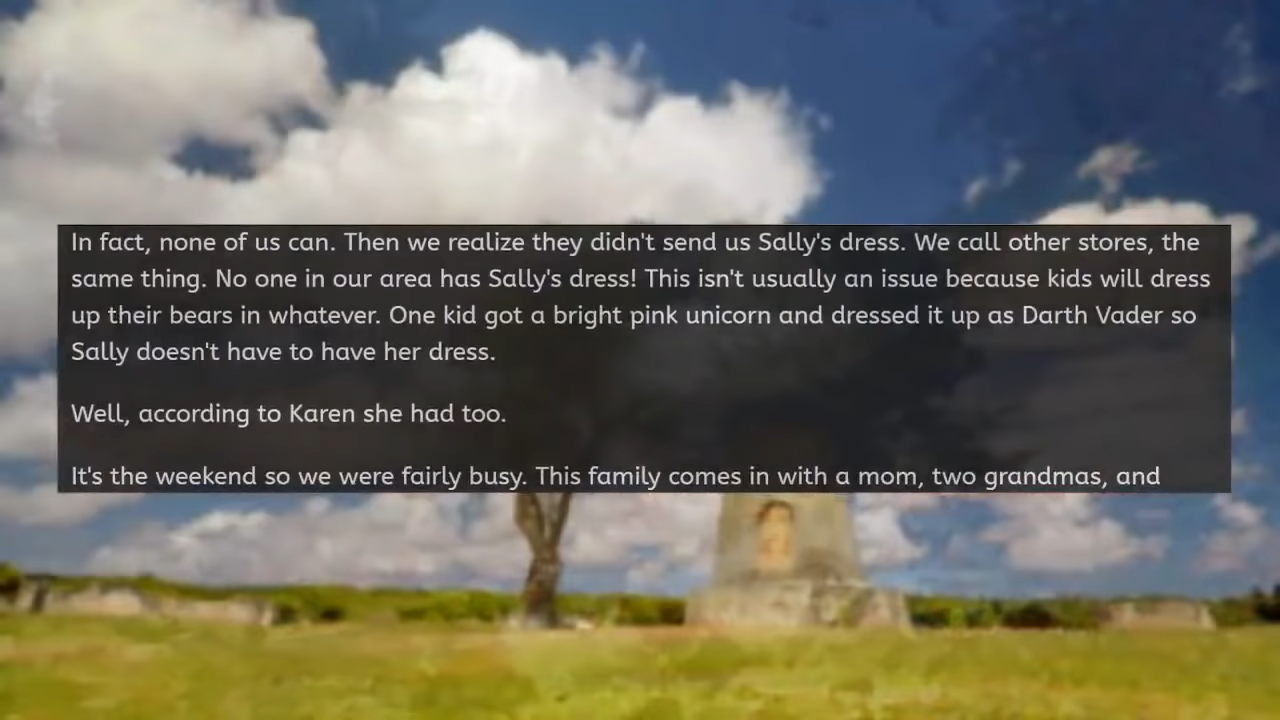 In fact, none of us can. Then we realize they didn't send us Sally's dress. We call other stores, the
same thing. No one in our area has Sally's dress! This isn't usually an issue because kids will dress
up their bears in whatever. One kid got a bright pink unicorn and dressed it up as Darth Vader so
Sally doesn't have to have her dress.
Well, according to Karen she had too.
It's the weekend so we were fairly busy. This family comes in with a mom, two grandmas, and